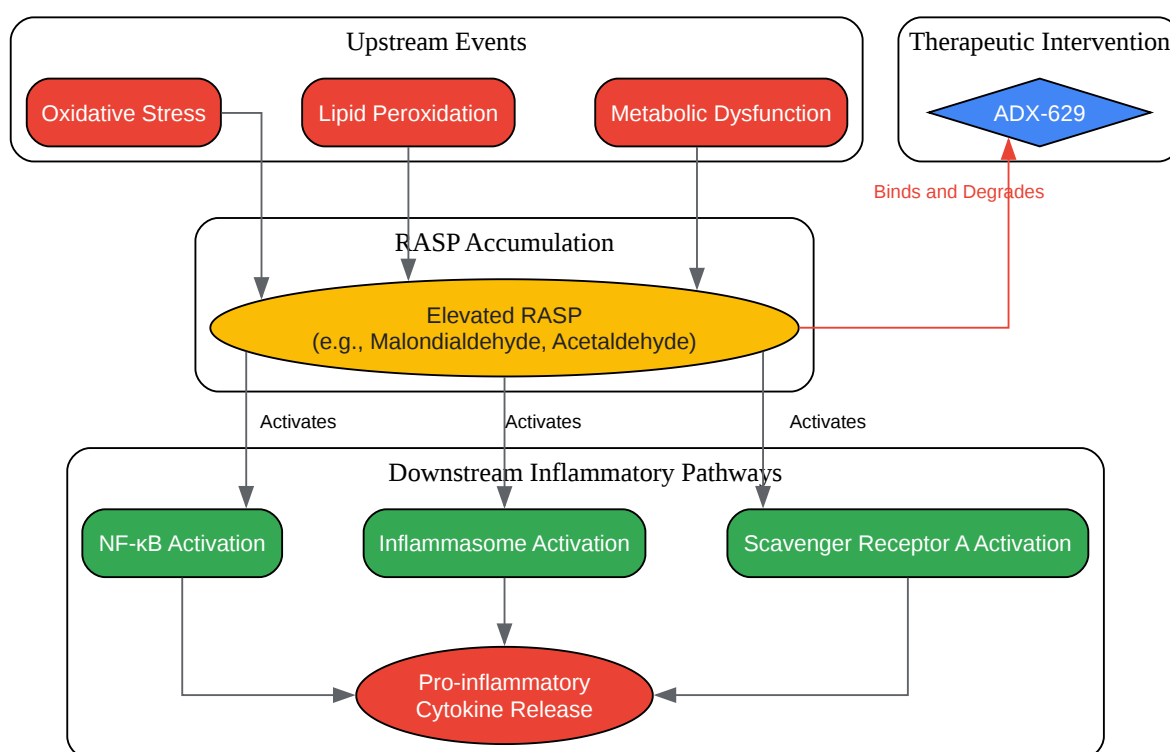 Upstream Events
Therapeutic Intervention
Oxidative Stress
Lipid Peroxidation
Metabolic Dysfunction
ADX-629
Binds and Degrades
RASP Accumulation
Elevated RASP
(e.g., Malondialdehyde, Acetaldehyde)
Activates
Activates
Activates
Downstream Inflammatory Pathways
NF-κB Activation
Inflammasome Activation
Scavenger Receptor A Activation
Pro-inflammatory
Cytokine Release